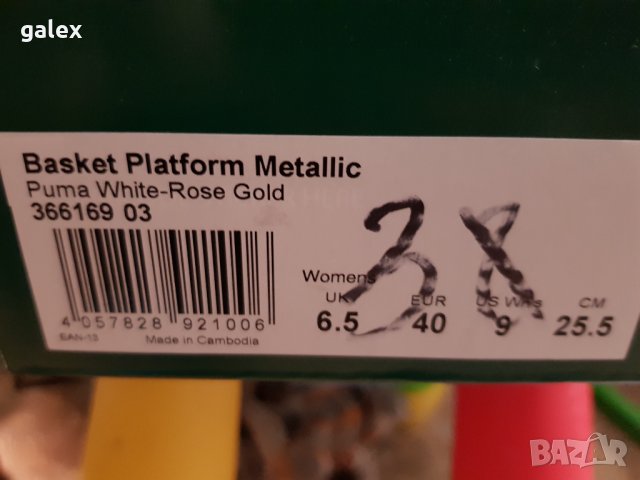 galex
Basket Platform Metallic
Puma White-Rose Gold
366169 03
38
Womens
UK EUR US Wns CM
6.5 40 9 25.5
4 057828 921006
EAN-13 Made in Cambodia
BAZAR